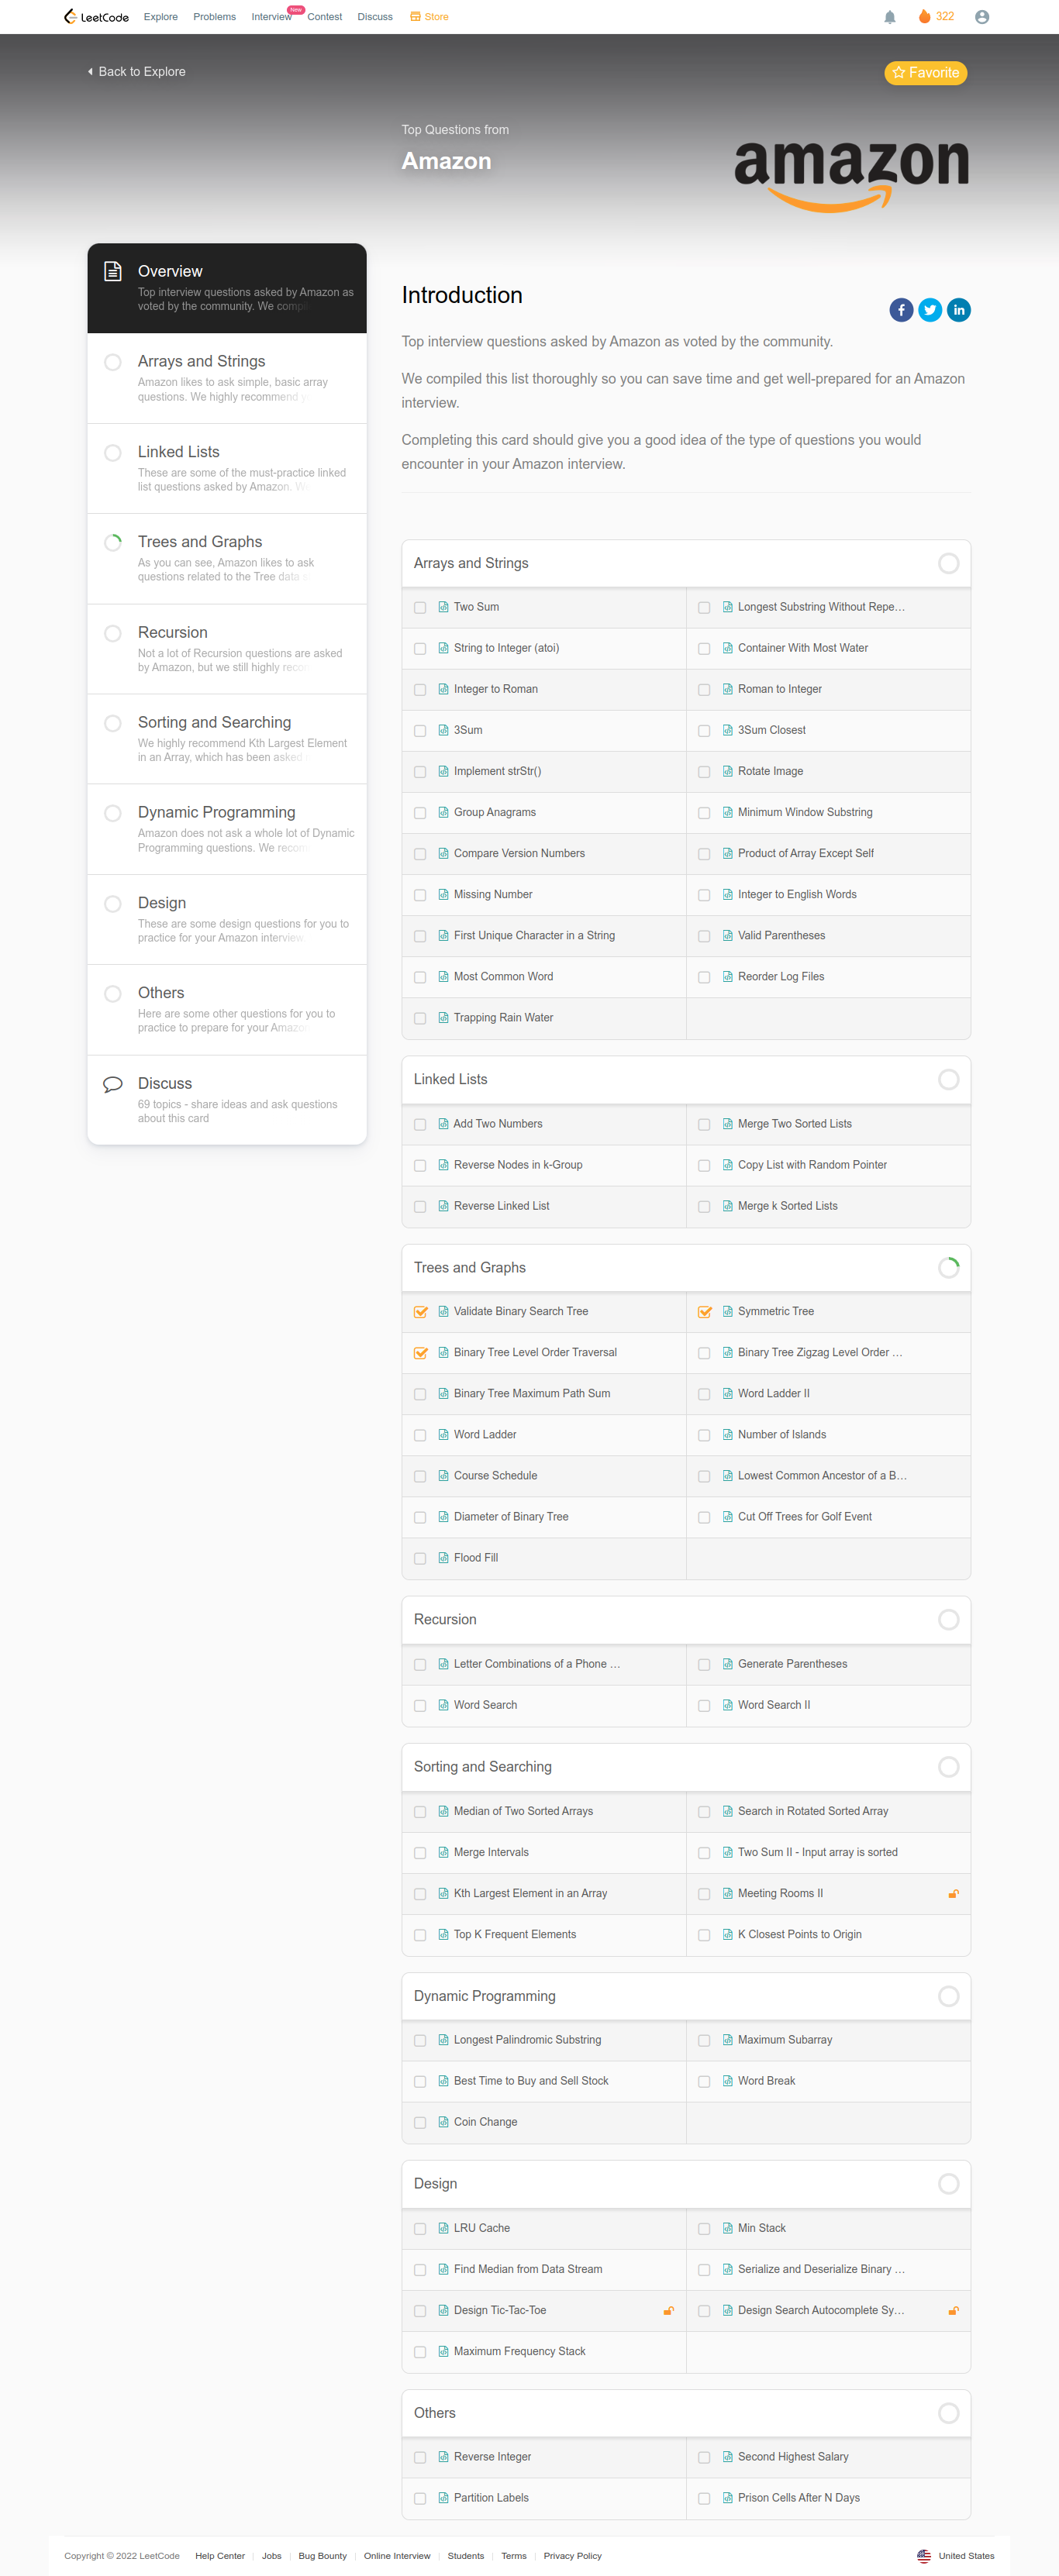 LeetCode Explore Problems Interview New Contest Discuss Store 322
Back to Explore Favorite
Top Questions from
Amazon
amazon
Overview
Top interview questions asked by Amazon as
voted by the community. We
Arrays and Strings
Amazon likes to ask simple, basic array
questions. We highly recommend
Linked Lists
These are some of the must-practice linked
list questions asked by Amazon.
Trees and Graphs
As you can see, Amazon likes to ask
questions related to the Tree data
Recursion
Not a lot of Recursion questions are asked
by Amazon, but we still highly
Sorting and Searching
We highly recommend Kth Largest Element
in an Array, which has been asked
Dynamic Programming
Amazon does not ask a whole lot of Dynamic
Programming questions. We
Design
These are some design questions for you to
practice for your Amazon interview
Others
Here are some other questions for you to
practice to prepare for your
Discuss
69 topics - share ideas and ask questions
about this card
Introduction
Top interview questions asked by Amazon as voted by the community.
We compiled this list thoroughly so you can save time and get well-prepared for an Amazon
interview.
Completing this card should give you a good idea of the type of questions you would
encounter in your Amazon interview.
Arrays and Strings
Two Sum Longest Substring Without Repe...
String to Integer (atoi) Container With Most Water
Integer to Roman Roman to Integer
3Sum 3Sum Closest
Implement strStr() Rotate Image
Group Anagrams Minimum Window Substring
Compare Version Numbers Product of Array Except Self
Missing Number Integer to English Words
First Unique Character in a String Valid Parentheses
Most Common Word Reorder Log Files
Trapping Rain Water
Linked Lists
Add Two Numbers Merge Two Sorted Lists
Reverse Nodes in k-Group Copy List with Random Pointer
Reverse Linked List Merge k Sorted Lists
Trees and Graphs
Validate Binary Search Tree Symmetric Tree
Binary Tree Level Order Traversal Binary Tree Zigzag Level Order ...
Binary Tree Maximum Path Sum Word Ladder II
Word Ladder Number of Islands
Course Schedule Lowest Common Ancestor of a B...
Diameter of Binary Tree Cut Off Trees for Golf Event
Flood Fill
Recursion
Letter Combinations of a Phone ... Generate Parentheses
Word Search Word Search II
Sorting and Searching
Median of Two Sorted Arrays Search in Rotated Sorted Array
Merge Intervals Two Sum II - Input array is sorted
Kth Largest Element in an Array Meeting Rooms II
Top K Frequent Elements K Closest Points to Origin
Dynamic Programming
Longest Palindromic Substring Maximum Subarray
Best Time to Buy and Sell Stock Word Break
Coin Change
Design
LRU Cache Min Stack
Find Median from Data Stream Serialize and Deserialize Binary ...
Design Tic-Tac-Toe Design Search Autocomplete Sy...
Maximum Frequency Stack
Others
Reverse Integer Second Highest Salary
Partition Labels Prison Cells After N Days
Copyright © 2022 LeetCode Help Center | Jobs | Bug Bounty | Online Interview | Students | Terms | Privacy Policy United States